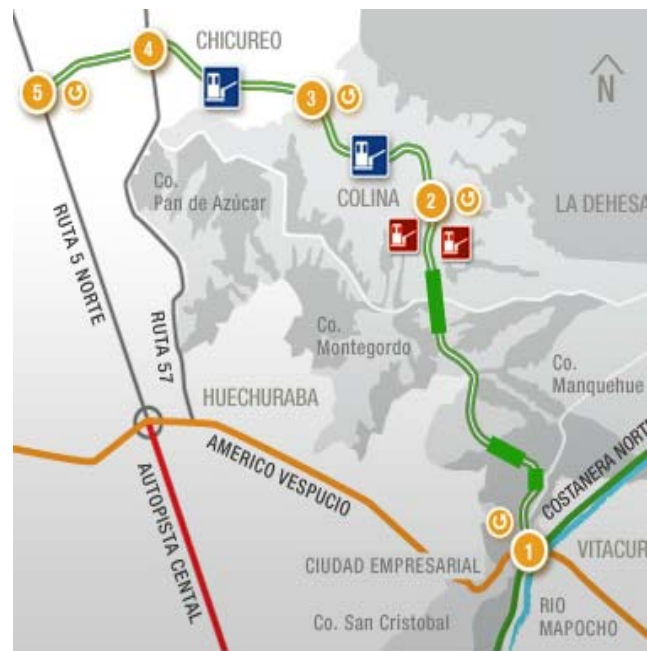 CHICUREO
4
5
3
N
Co.
Pan de Azúcar
COLINA
2
LA DEHESA
RUTA 5 NORTE
RUTA 57
Co.
Montegordo
Co.
Manquehue
HUECHURABA
AMERICO VESPUCIO
COSTANERA NORTE
AUTOPISTA CENTAL
1
VITACUR
CIUDAD EMPRESARIAL
RIO
MAPOCHO
Co. San Cristobal